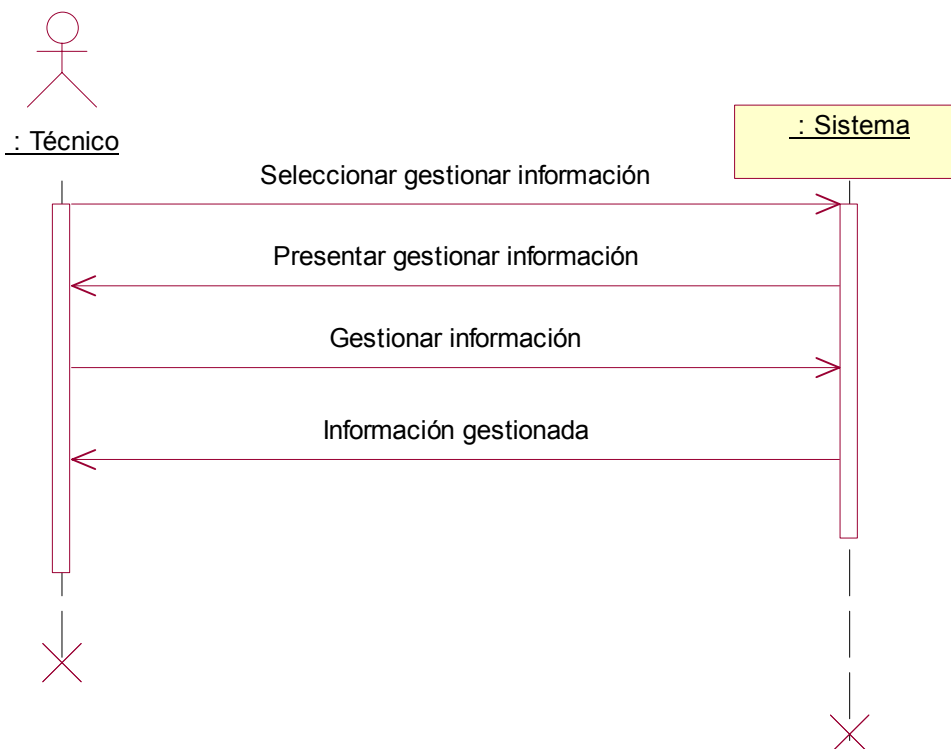 : Técnico
: Sistema
Seleccionar gestionar información
Presentar gestionar información
Gestionar información
Información gestionada